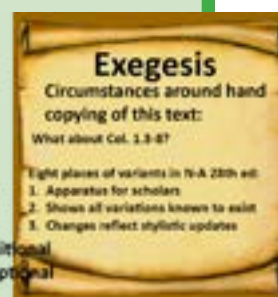 Exegesis
Circumstances around hand
copying of this text:
What about Col. 1.3-8?
Eight places of variants in N-A 28th ed:
1. Apparatus for scholars
2. Shows all variations known to exist
3. Changes reflect stylistic updates